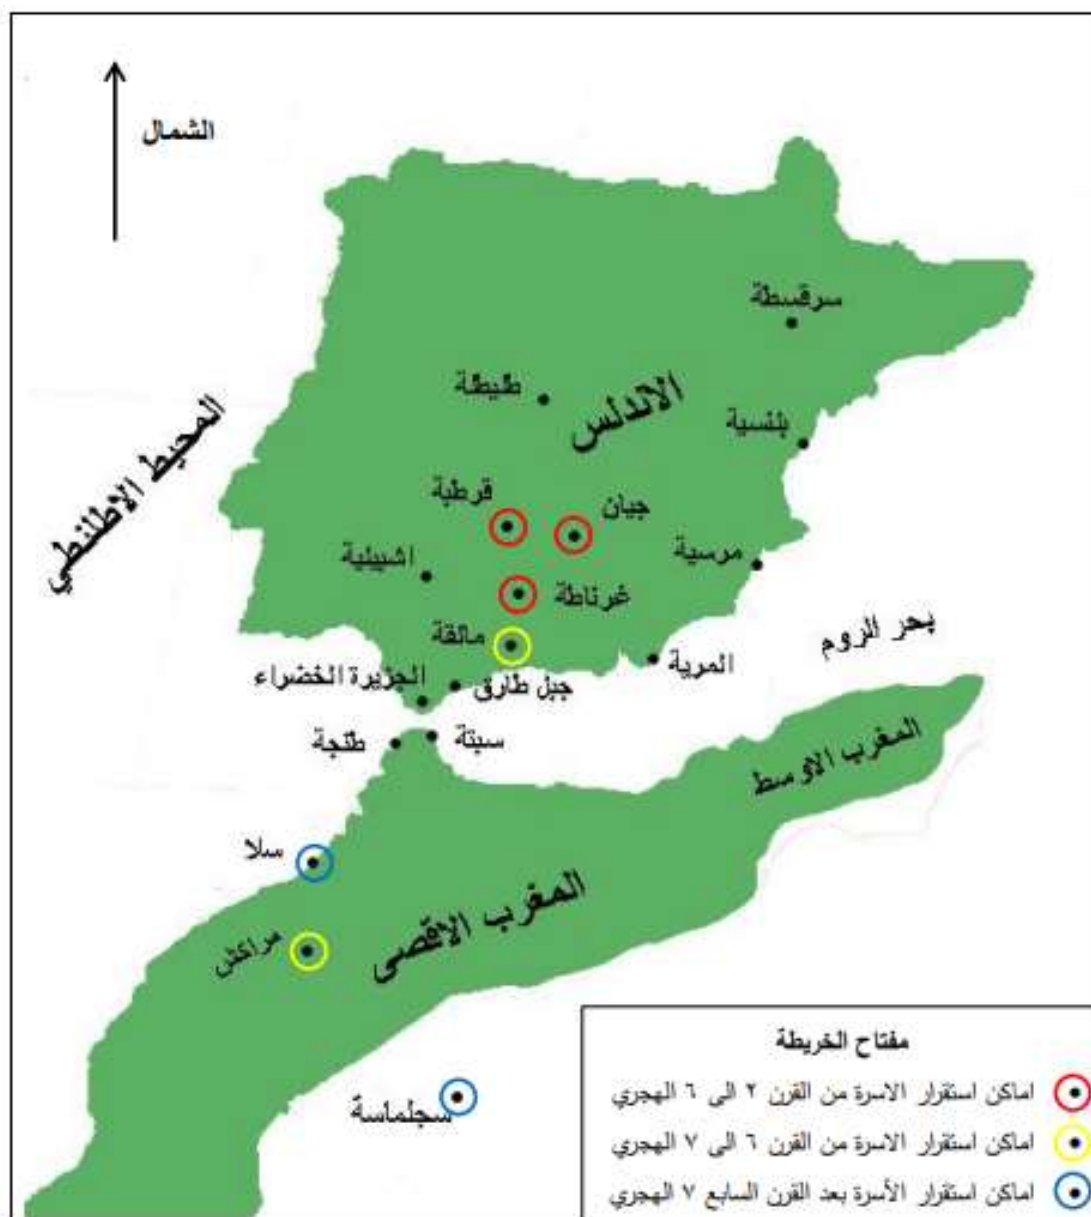 الشمال
سرقسطة
طليطلة
الاندلس
بلنسية
المحيط الاطلنطي
قرطبة
جيان
اشبيلية
مرسية
غرناطة
مالقة
بحر الروم
المرية
الجزيرة الخضراء
جبل طارق
طنجة
سبتة
المغرب الاوسط
سلا
المغرب الاقصى
مراكش
سجلماسة
مفتاح الخريطة
اماكن استقرار الاسرة من القرن ٢ الى ٦ الهجري
اماكن استقرار الاسرة من القرن ٦ الى ٧ الهجري
اماكن استقرار الأسرة بعد القرن السابع ٧ الهجري